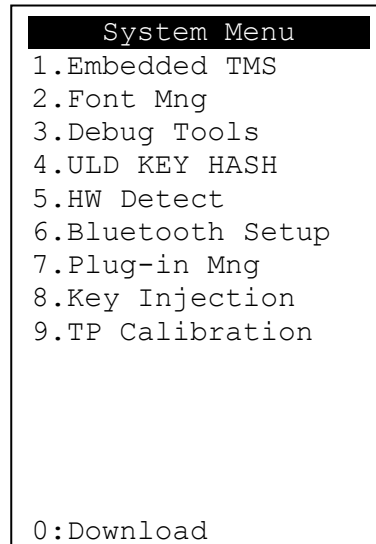 System Menu
1.Embedded TMS
2.Font Mng
3.Debug Tools
4.ULD KEY HASH
5.HW Detect
6.Bluetooth Setup
7.Plug-in Mng
8.Key Injection
9.TP Calibration
0:Download